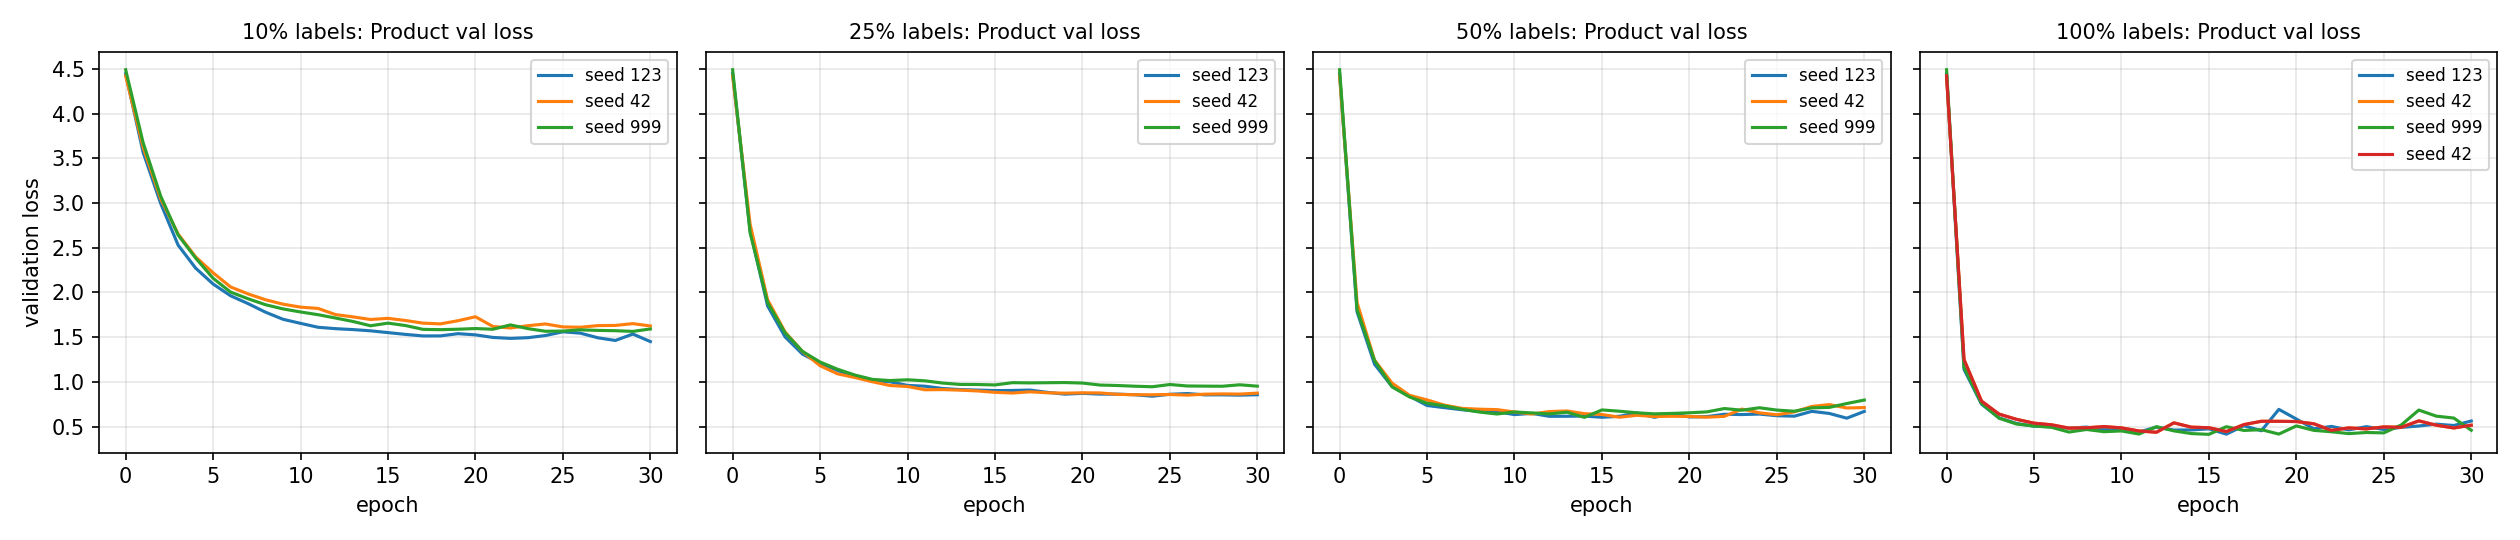 10% labels: Product val loss
25% labels: Product val loss
50% labels: Product val loss
100% labels: Product val loss
validation loss
4.5
4.0
3.5
3.0
2.5
2.0
1.5
1.0
0.5
seed 123
seed 42
seed 999
seed 123
seed 42
seed 999
seed 123
seed 42
seed 999
seed 123
seed 42
seed 999
seed 42
0 5 10 15 20 25 30
0 5 10 15 20 25 30
0 5 10 15 20 25 30
0 5 10 15 20 25 30
epoch
epoch
epoch
epoch